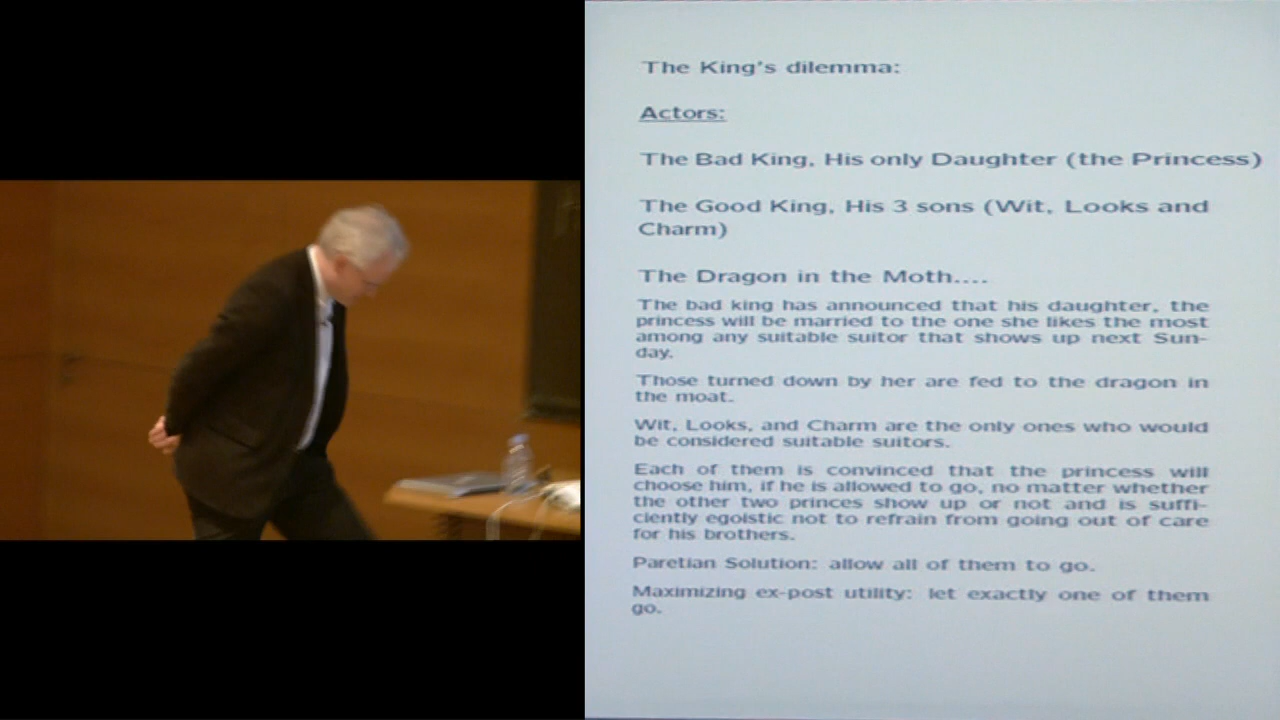 The King's dilemma:
Actors:
The Bad King, His only Daughter (the Princess)
The Good King, His 3 sons (Wit, Looks and
Charm)
The Dragon in the Moth....
The bad king has announced that his daughter, the
princess will be married to the one she likes the most
among any suitable suitor that shows up next Sun-
day.
Those turned down by her are fed to the dragon in
the moat.
Wit, Looks, and Charm are the only ones who would
be considered suitable suitors.
Each of them is convinced that the princess will
choose him, if he is allowed to go, no matter whether
the other two princes show up or not and is suffi-
ciently egoistic not to refrain from going out of care
for his brothers.
Paretian Solution: allow all of them to go.
Maximizing ex-post utility: let exactly one of them
go.